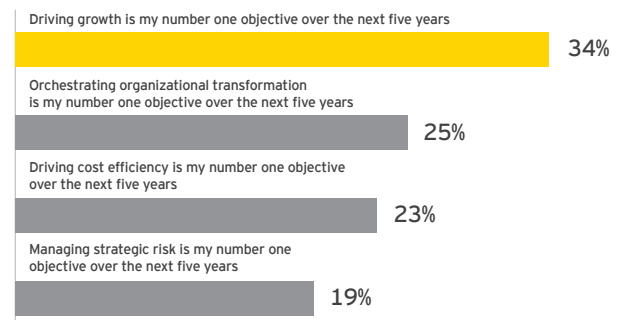 Driving growth is my number one objective over the next five years
34%
Orchestrating organizational transformation
is my number one objective over the next five years
25%
Driving cost efficiency is my number one objective
over the next five years
23%
Managing strategic risk is my number one
objective over the next five years
19%